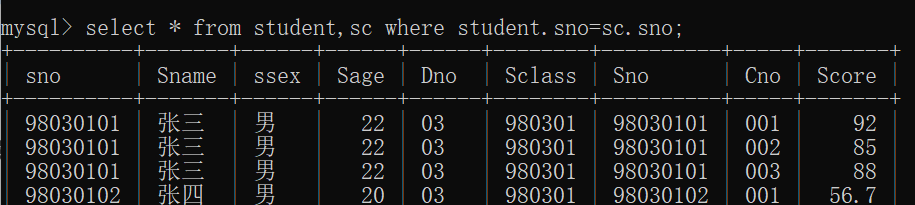 mysql> select * from student,sc where student.sno=sc.sno;
+----------+-------+------+------+------+--------+----------+-----+-------+
| sno | Sname | ssex | Sage | Dno | Sclass | Sno | Cno | Score |
+----------+-------+------+------+------+--------+----------+-----+-------+
| 98030101 | 张三 | 男 | 22 | 03 | 980301 | 98030101 | 001 | 92 |
| 98030101 | 张三 | 男 | 22 | 03 | 980301 | 98030101 | 002 | 85 |
| 98030101 | 张三 | 男 | 22 | 03 | 980301 | 98030101 | 003 | 88 |
| 98030102 | 张四 | 男 | 20 | 03 | 980301 | 98030102 | 001 | 56.7 |